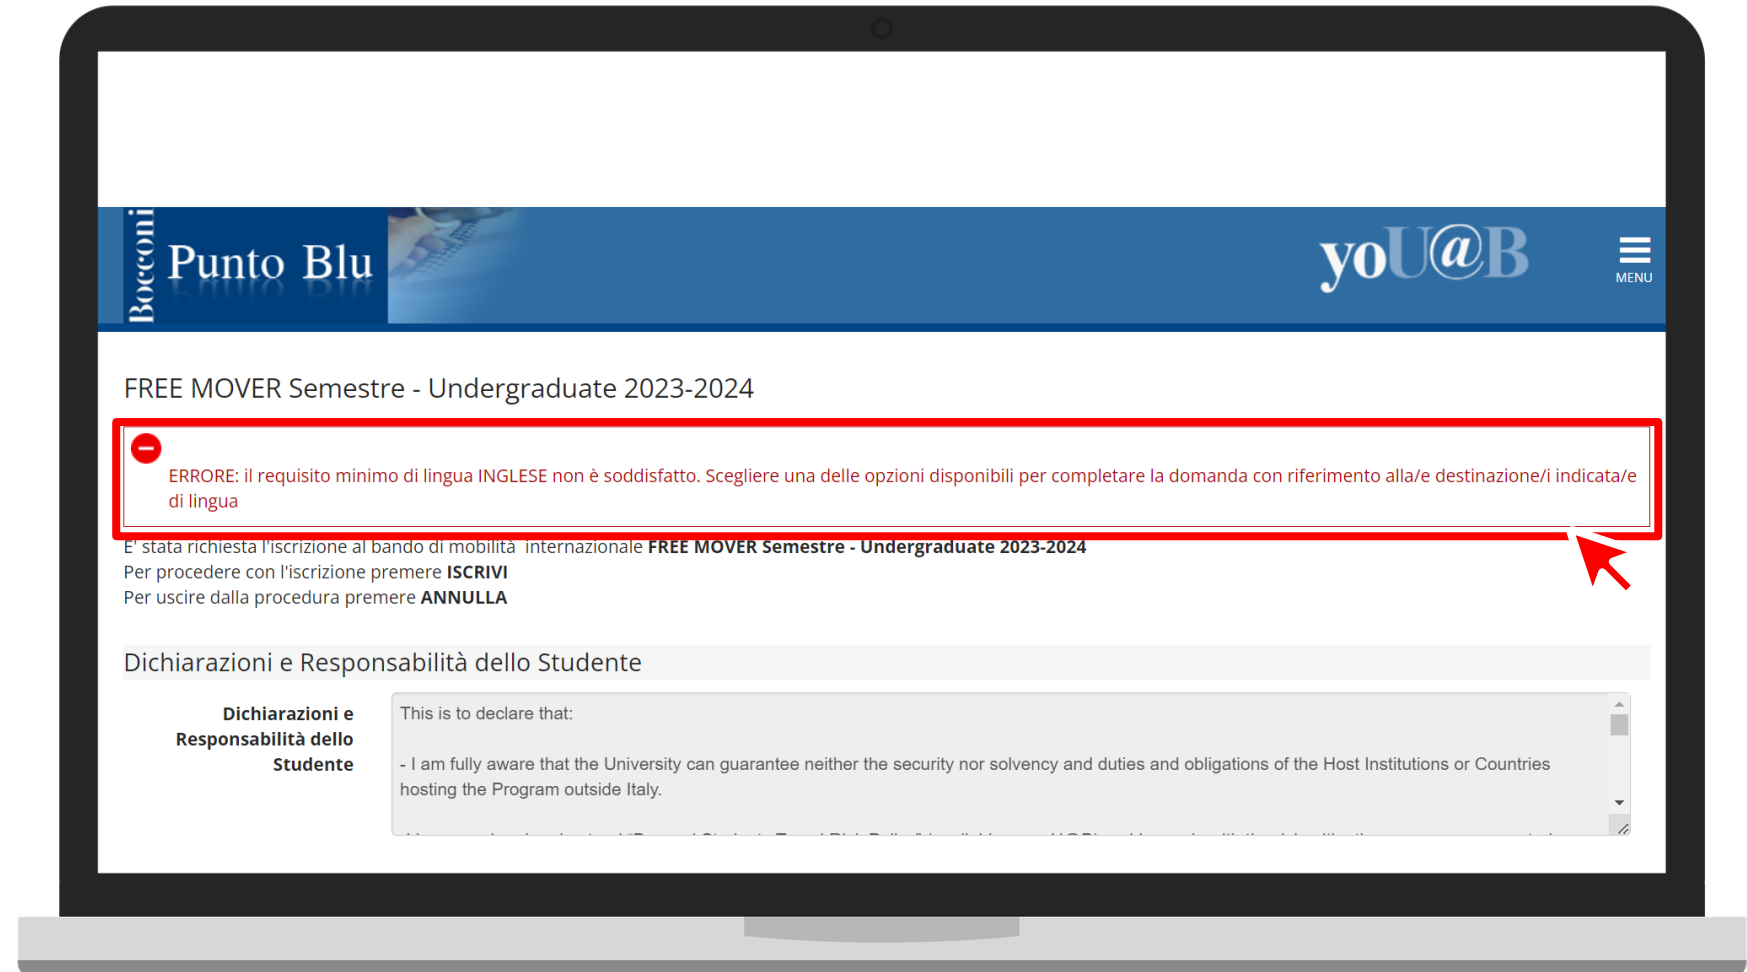 Bocconi
Punto Blu
yoU@B
MENU
FREE MOVER Semestre - Undergraduate 2023-2024
ERRORE: il requisito minimo di lingua INGLESE non è soddisfatto. Scegliere una delle opzioni disponibili per completare la domanda con riferimento alla/e destinazione/i indicata/e
di lingua
E' stata richiesta l'iscrizione al bando di mobilità internazionale FREE MOVER Semestre - Undergraduate 2023-2024
Per procedere con l'iscrizione premere ISCRIVI
Per uscire dalla procedura premere ANNULLA
Dichiarazioni e Responsabilità dello Studente
Dichiarazioni e
Responsabilità dello
Studente
This is to declare that:
- I am fully aware that the University can guarantee neither the security nor solvency and duties and obligations of the Host Institutions or Countries
hosting the Program outside Italy.